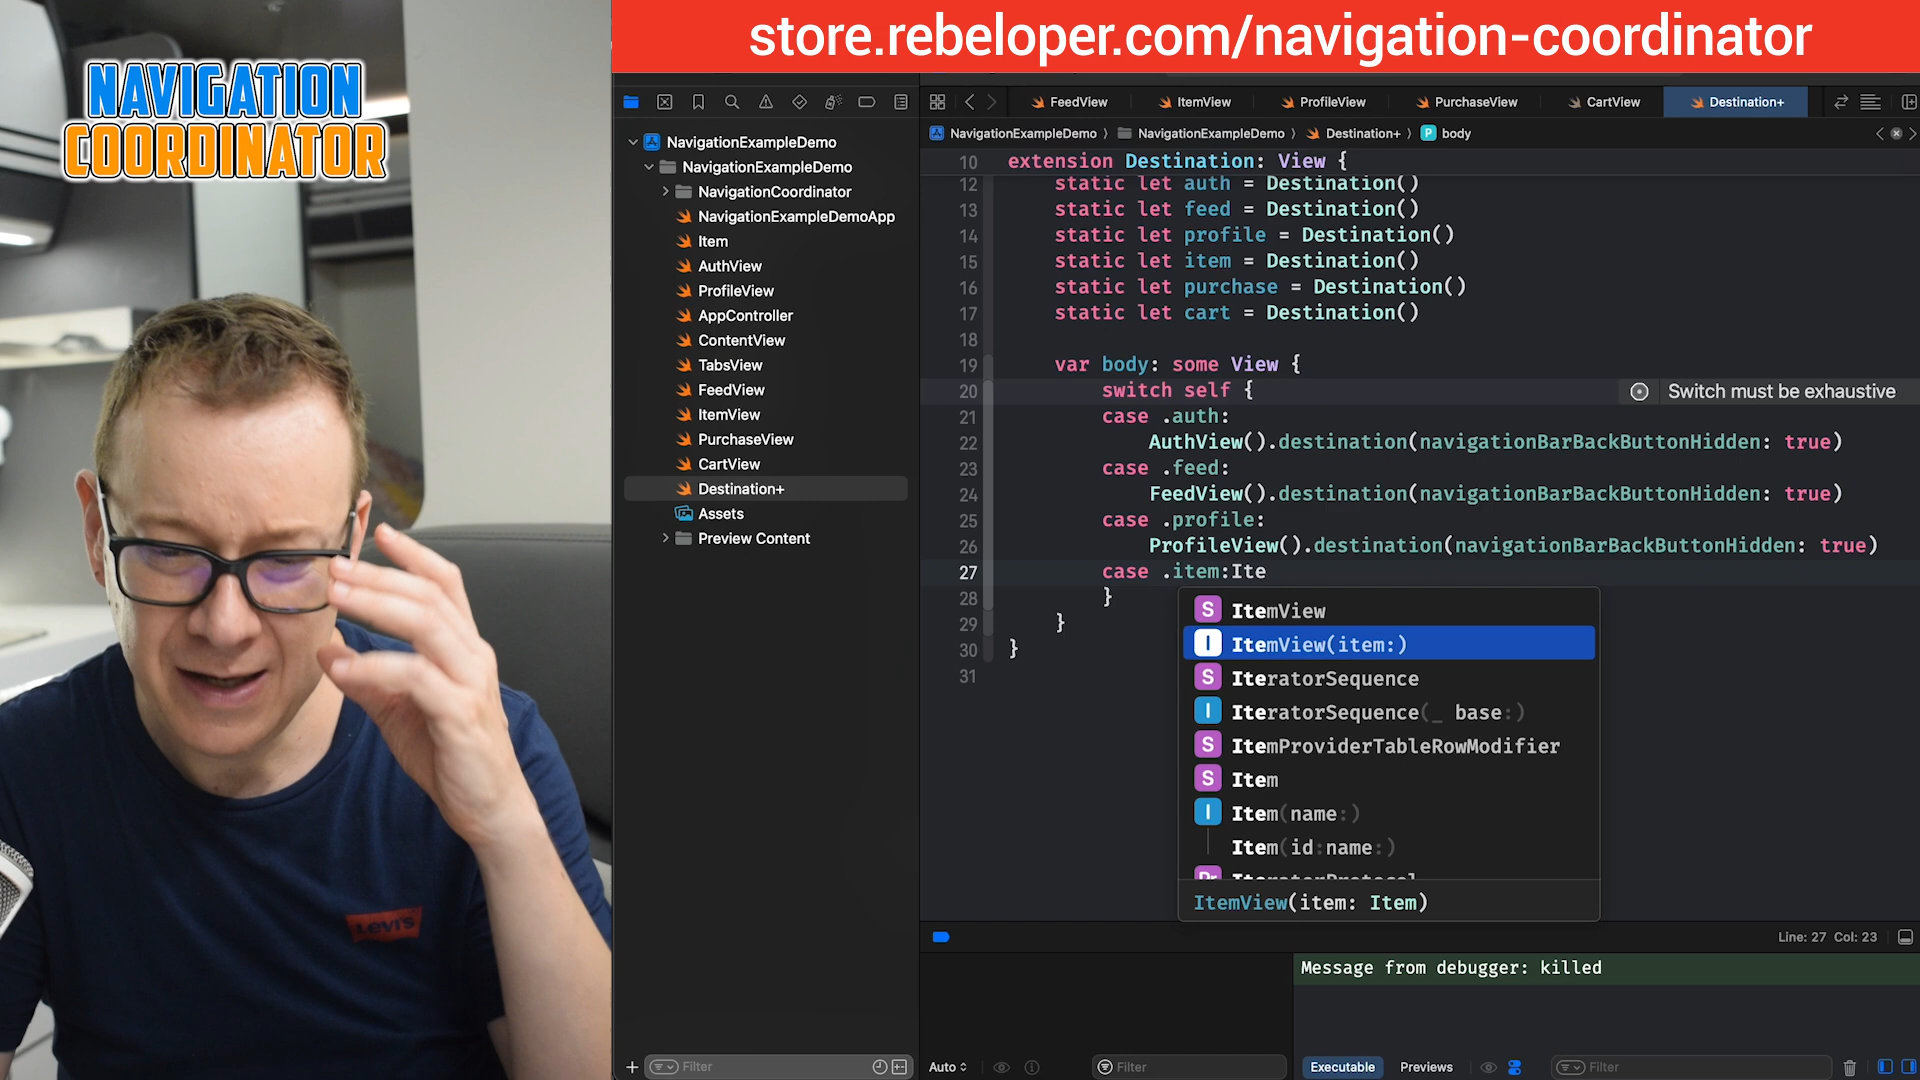 store.rebeloper.com/navigation-coordinator
NAVIGATION
COORDINATOR
Levi's
NavigationExampleDemo
NavigationExampleDemo
NavigationCoordinator
NavigationExampleDemoApp
Item
AuthView
ProfileView
AppController
ContentView
TabsView
FeedView
ItemView
PurchaseView
CartView
Destination+
Assets
Preview Content
Filter
FeedView
ItemView
ProfileView
PurchaseView
CartView
Destination+
NavigationExampleDemo
NavigationExampleDemo
Destination+
P body
10 extension Destination: View {
12 static let auth = Destination()
13 static let feed = Destination()
14 static let profile = Destination()
15 static let item = Destination()
16 static let purchase = Destination()
17 static let cart = Destination()
18
19 var body: some View {
20 switch self { Switch must be exhaustive
21 case .auth:
22 AuthView().destination(navigationBarBackButtonHidden: true)
23 case .feed:
24 FeedView().destination(navigationBarBackButtonHidden: true)
25 case .profile:
26 ProfileView().destination(navigationBarBackButtonHidden: true)
27 case .item:Ite
28 }
29 }
30 }
31
S ItemView
I ItemView(item:)
S IteratorSequence
I IteratorSequence(_ base:)
S ItemProviderTableRowModifier
S Item
I Item(name:)
Item(id:name:)
Pr IteratorProtocol
ItemView(item: Item)
Line: 27 Col: 23
Message from debugger: killed
Auto
Filter
Executable
Previews
Filter